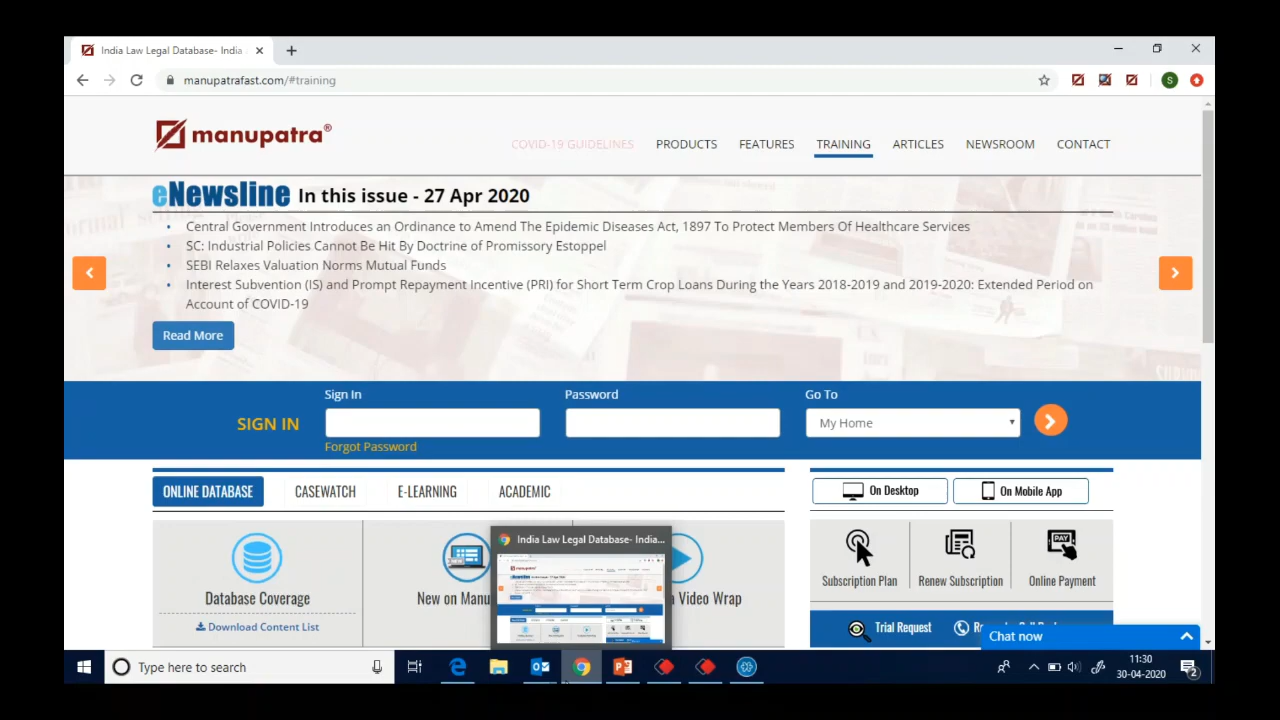 India Law Legal Database- India
manupatrafast.com/#training
S
manupatra®
COVID-19 GUIDELINES
PRODUCTS
FEATURES
TRAINING
ARTICLES
NEWSROOM
CONTACT
eNewsline In this issue - 27 Apr 2020
• Central Government Introduces an Ordinance to Amend The Epidemic Diseases Act, 1897 To Protect Members Of Healthcare Services
• SC: Industrial Policies Cannot Be Hit By Doctrine of Promissory Estoppel
• SEBI Relaxes Valuation Norms Mutual Funds
• Interest Subvention (IS) and Prompt Repayment Incentive (PRI) for Short Term Crop Loans During the Years 2018-2019 and 2019-2020: Extended Period on
Account of COVID-19
Read More
Sign In
Password
Go To
SIGN IN
My Home
Forgot Password
ONLINE DATABASE
CASEWATCH
E-LEARNING
ACADEMIC
On Desktop
On Mobile App
India Law Legal Database- India...
Database Coverage
New on Manu
Video Wrap
Download Content List
PAY
Subscription Plan
Renew Subscription
Online Payment
Trial Request
Chat now
Type here to search
11:30
30-04-2020
2